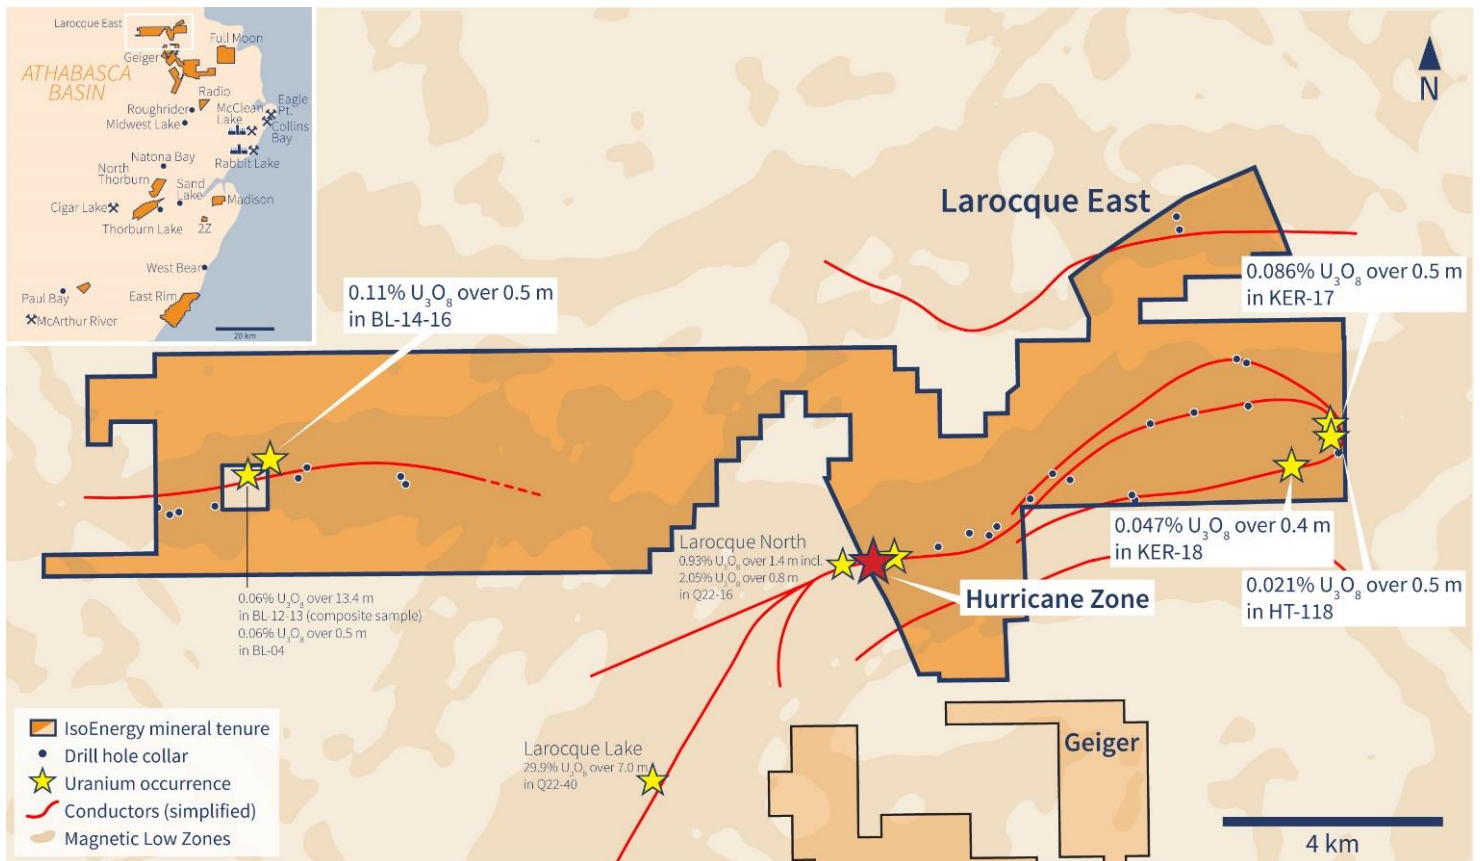 Larocque East
Full Moon
Geiger
ATHABASCA
BASIN
Radio
Roughrider
McClean
Lake
Eagle
Pt.
Midwest Lake
Collins
Bay
Rabbit Lake
Natona Bay
North
Thorburn
Sand
Lake
Cigar Lake
Madison
Thorburn Lake
2Z
West Bear
Paul Bay
East Rim
McArthur River
20 km
N
Larocque East
0.11% U₃O₈ over 0.5 m
in BL-14-16
0.086% U₃O₈ over 0.5 m
in KER-17
0.047% U₃O₈ over 0.4 m
in KER-18
0.021% U₃O₈ over 0.5 m
in HT-118
Larocque North
0.93% U₃O₈ over 1.4 m incl.
2.05% U₃O₈ over 0.8 m
in Q22-16
Hurricane Zone
0.06% U₃O₈ over 13.4 m
in BL-12-13 (composite sample)
0.06% U₃O₈ over 0.5 m
in BL-04
Larocque Lake
29.9% U₃O₈ over 7.0 m
in Q22-40
Geiger
IsoEnergy mineral tenure
Drill hole collar
Uranium occurrence
Conductors (simplified)
Magnetic Low Zones
4 km